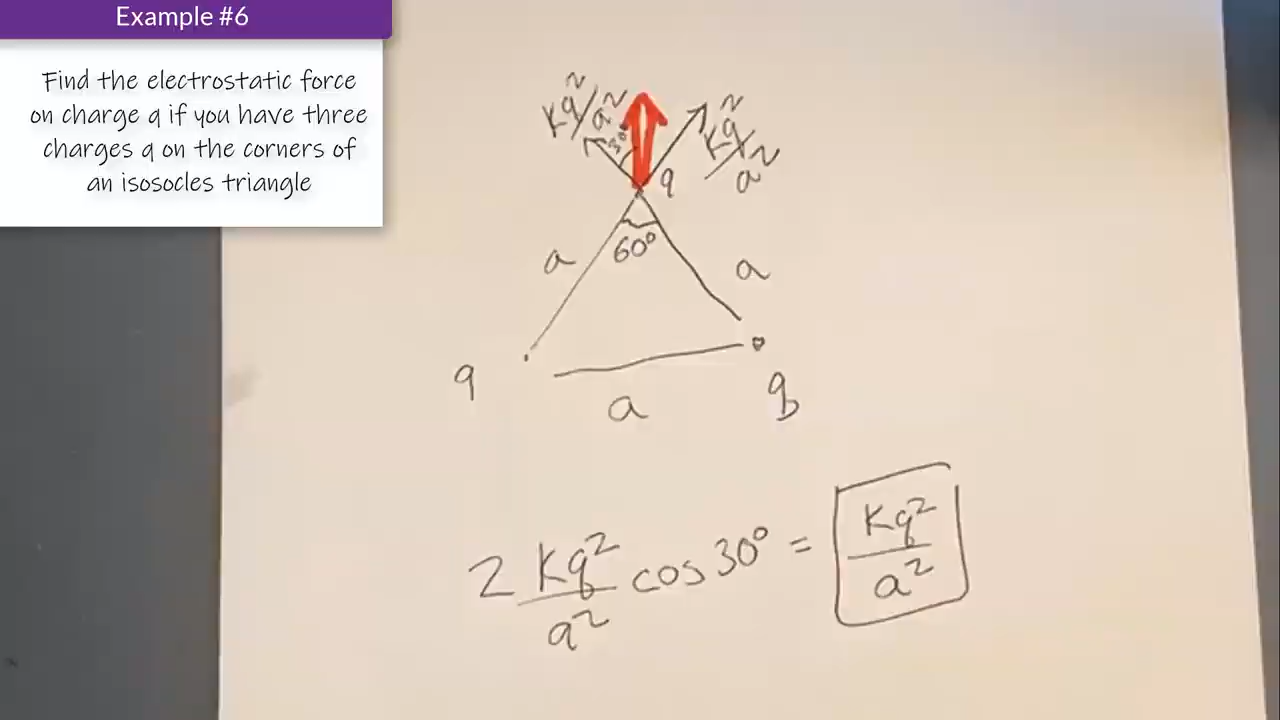 Example #6
Find the electrostatic force
on charge q if you have three
charges q on the corners of
an isosocles triangle
Kq²/a²
30°
Kq²/a²
q
60°
a
a
q
a
q
2 Kq²/a² cos 30° = Kq²/a²